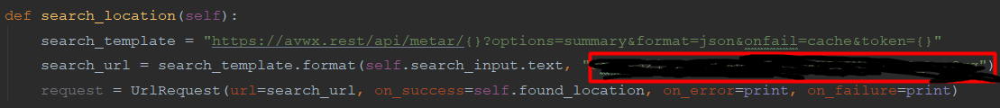 def search_location(self):
search_template = "https://avwx.rest/api/metar/{}?options=summary&format=json&onfail=cache&token={}"
search_url = search_template.format(self.search_input.text, "")
request = UrlRequest(url=search_url, on_success=self.found_location, on_error=print, on_failure=print)